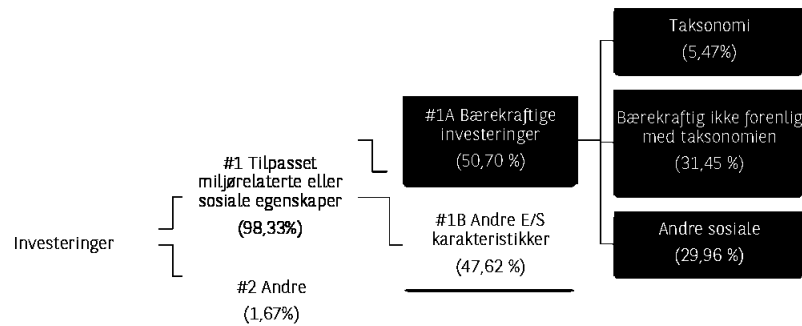 Investeringer
#1 Tilpasset
miljørelaterte eller
sosiale egenskaper
(98,33%)
#2 Andre
(1,67%)
#1A Bærekraftige
investeringer
(50,70 %)
#1B Andre E/S
karakteristikker
(47,62 %)
Taksonomi
(5,47%)
Bærekraftig ikke forenlig
med taksonomien
(31,45 %)
Andre sosiale
(29,96 %)